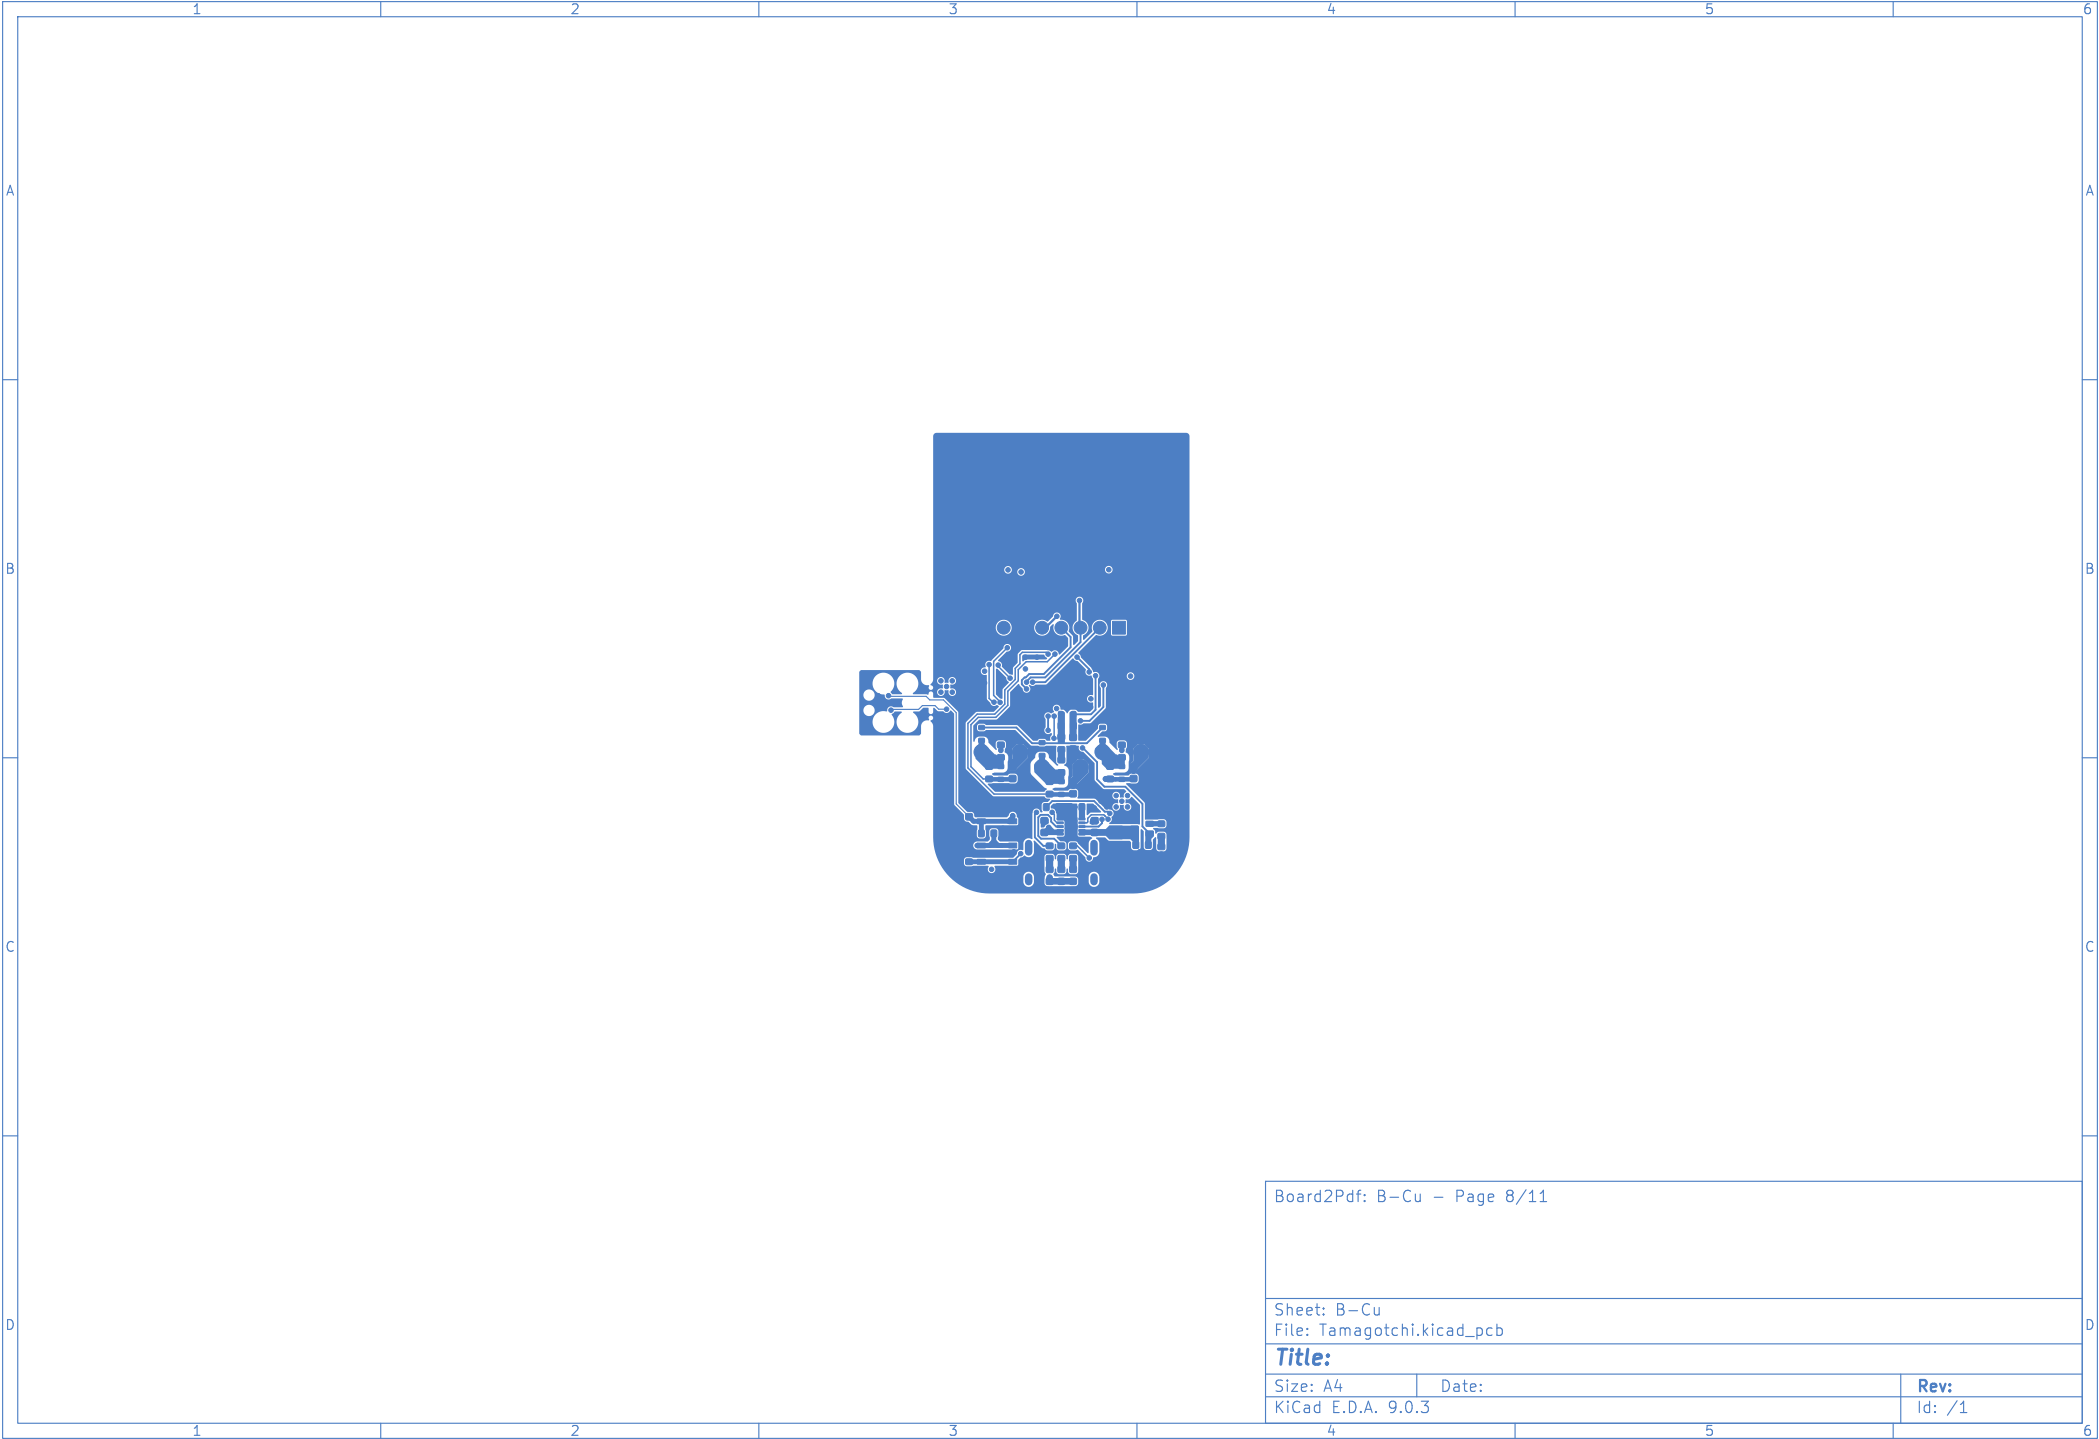 1 2 3 4 5 6
A A
B B
C C
D D
Board2Pdf: B-Cu - Page 8/11
Sheet: B-Cu
File: Tamagotchi.kicad_pcb
Title:
Size: A4 Date: Rev:
KiCad E.D.A. 9.0.3 Id: /1
1 2 3 4 5 6